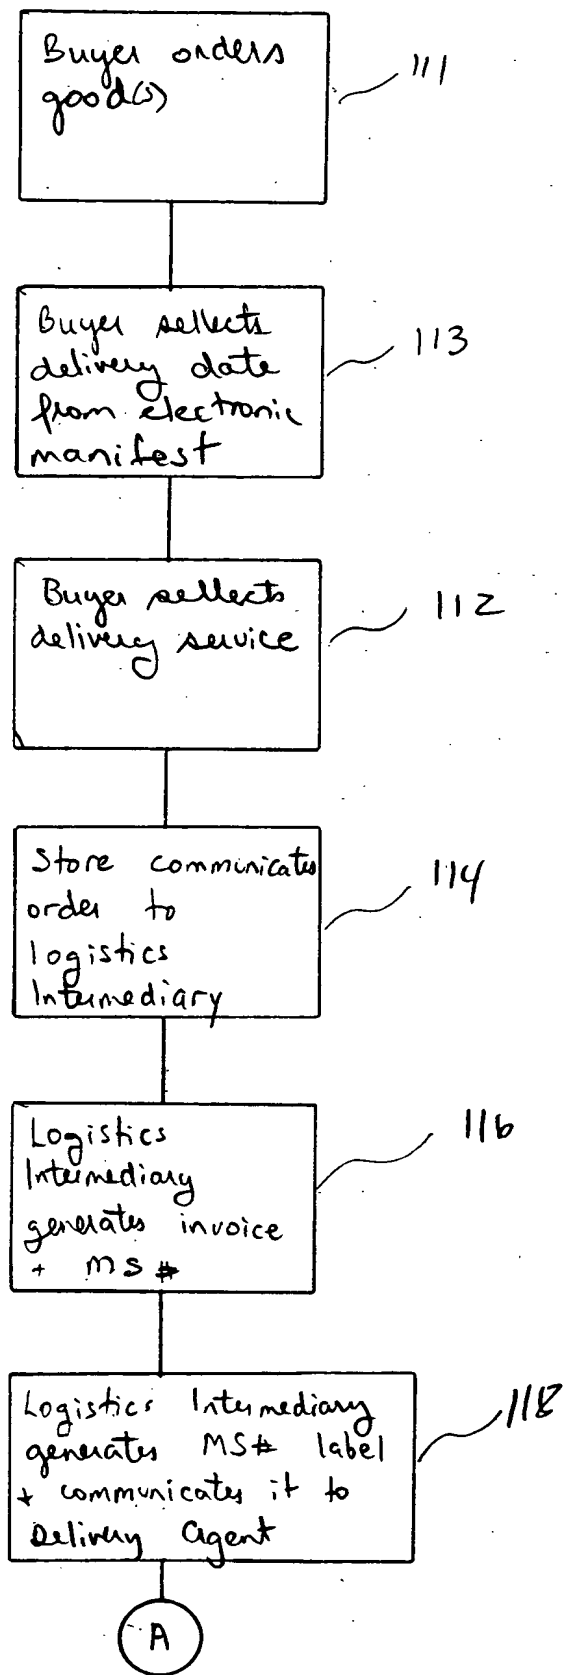 Buyer orders
good(s)
111
Buyer sellects
delivery date
from electronic
manifest
113
Buyer sellects
delivery service
112
Store communicates
order to
logistics
Intermediary
114
Logistics
Intermediary
generates invoice
+ MS#
116
Logistics Intermediary
generates MS# label
+ communicates it to
Delivery Agent
118
A